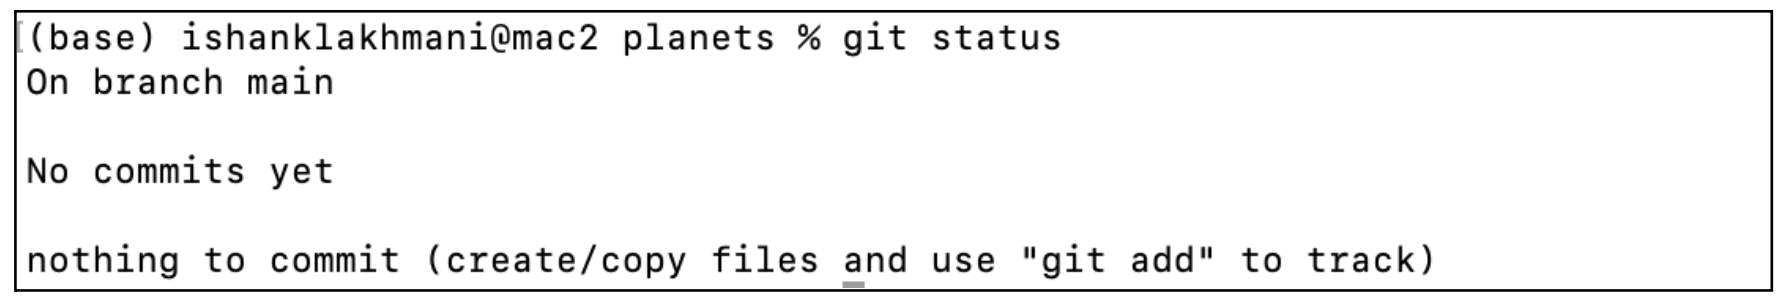 (base) ishanklakhmani@mac2 planets % git status
On branch main
No commits yet
nothing to commit (create/copy files and use "git add" to track)